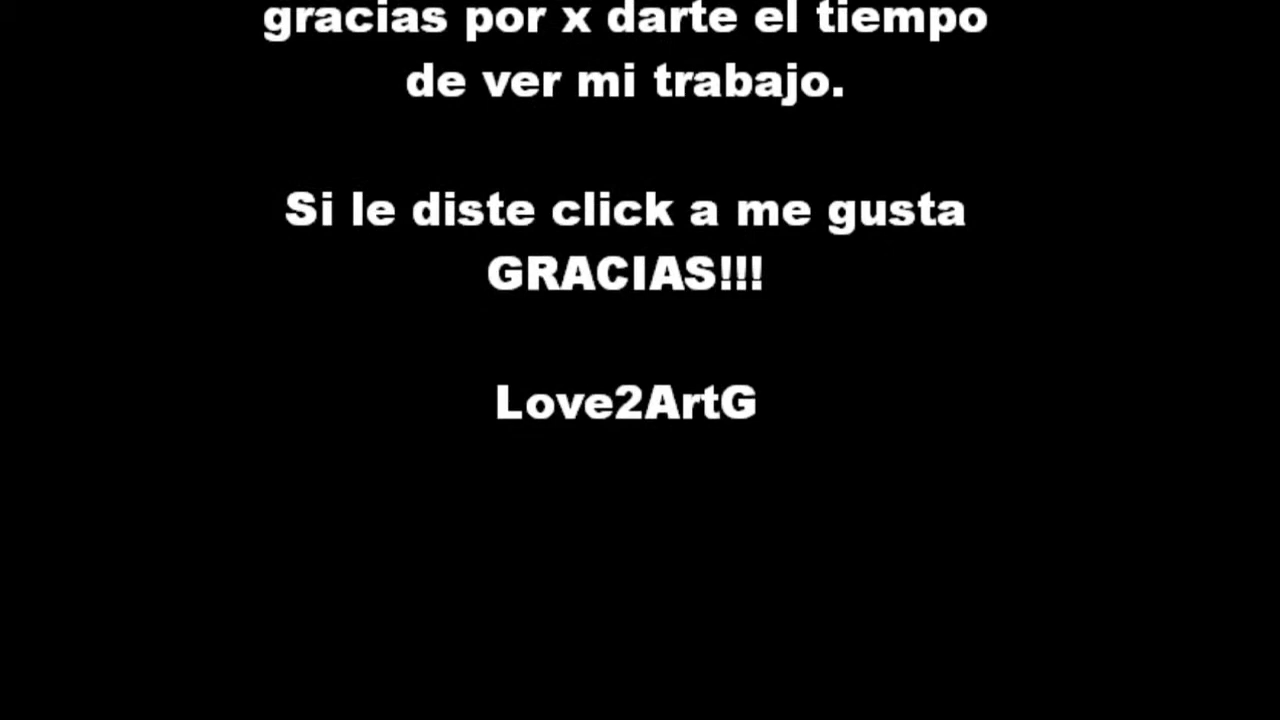 gracias por x darte el tiempo
de ver mi trabajo.
Si le diste click a me gusta
GRACIAS!!!
Love2ArtG